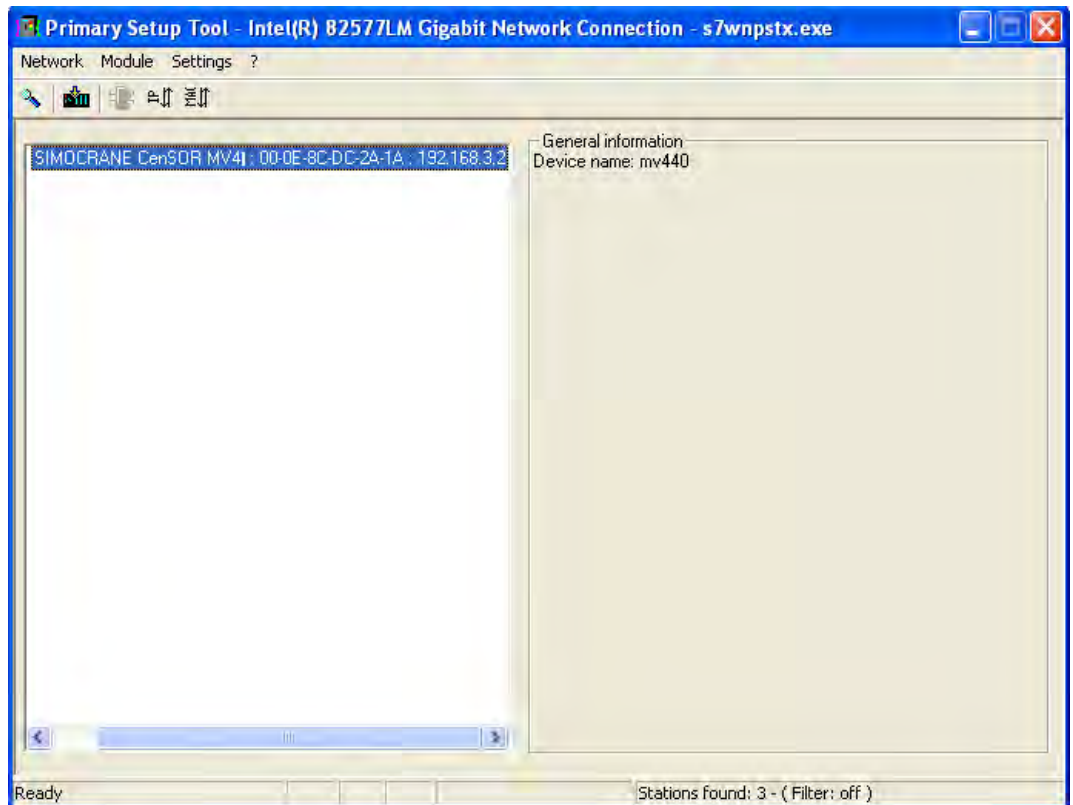 Primary Setup Tool - Intel(R) 82577LM Gigabit Network Connection - s7wnpstx.exe
Network Module Settings ?
General information
SIMOCRANE CenSOR MV4] : 00-0E-8C-DC-2A-1A . 192.168.3.2
Device name: mv440
Ready
Stations found: 3 - ( Filter: off )